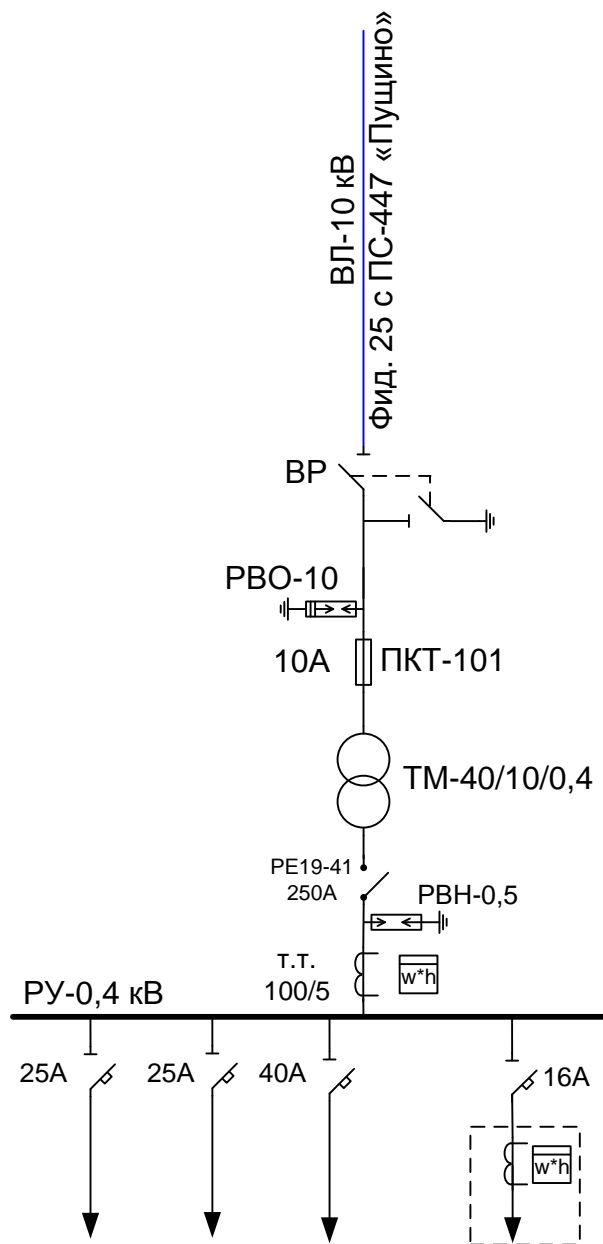 ВЛ-10 кВ
Фид. 25 с ПС-447 «Пущино»
ВР
РВО-10
10А
ПКТ-101
ТМ-40/10/0,4
РЕ19-41
250А
РВН-0,5
т.т.
100/5
w*h
РУ-0,4 кВ
25А
25А
40А
16А
w*h